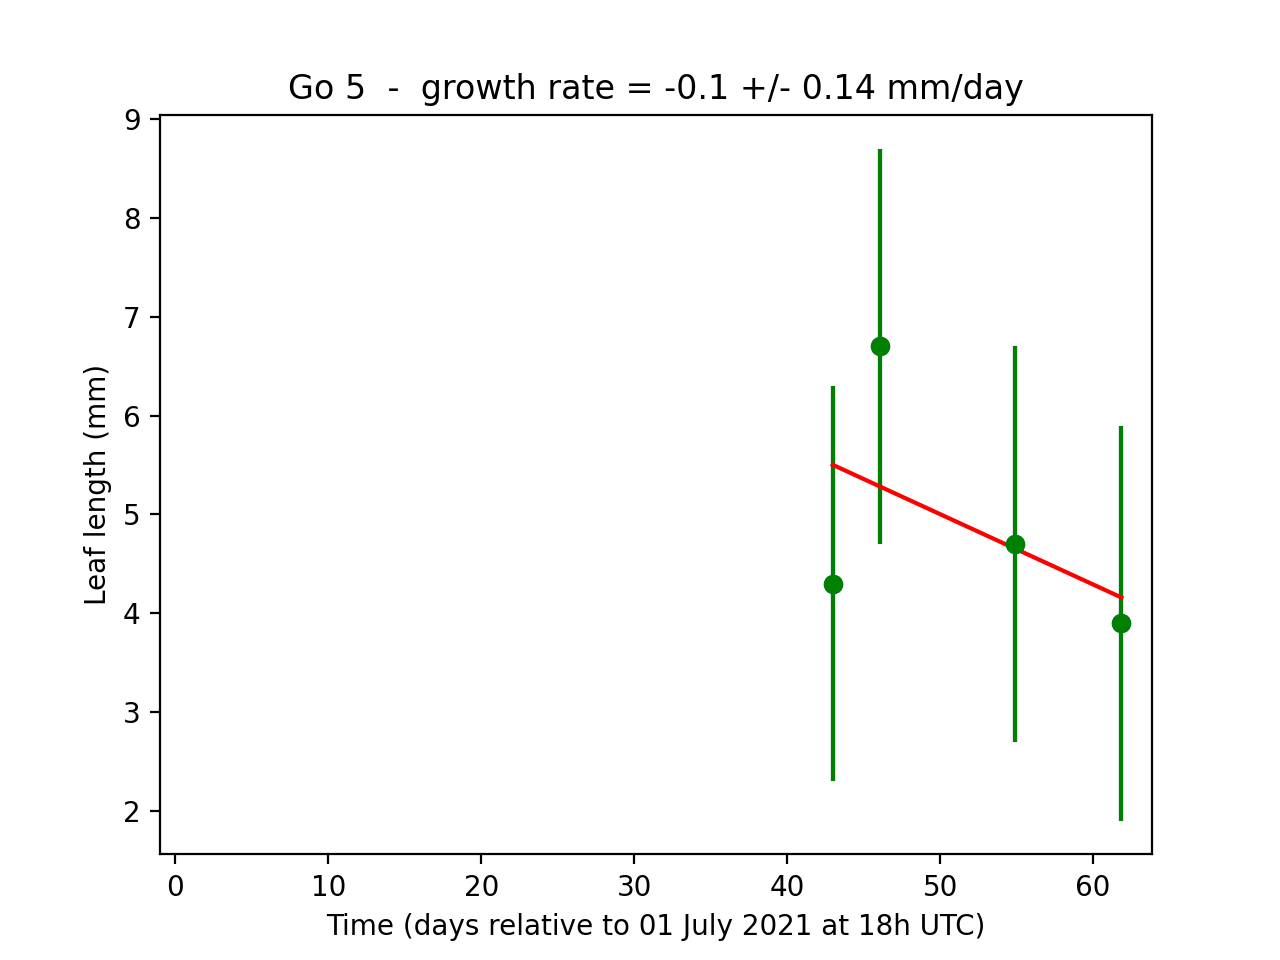 Go 5  -  growth rate = -0.1 +/- 0.14 mm/day
9
8
7
6
5
4
3
2
Leaf length (mm)
0 10 20 30 40 50 60
Time (days relative to 01 July 2021 at 18h UTC)